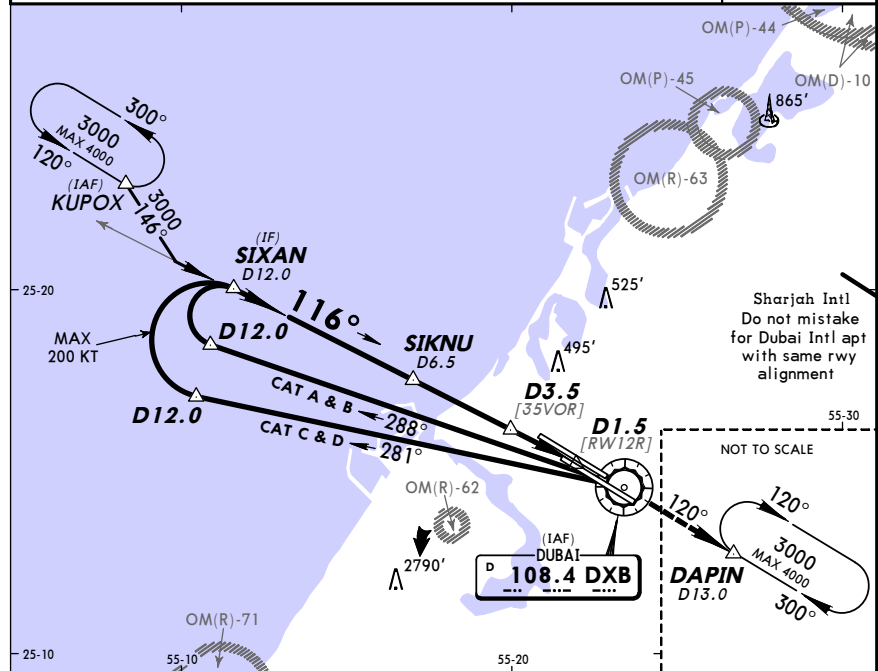 OM(P)-44
OM(P)-45
OM(D)-10
865'
300°
3000
MAX 4000
120°
(IAF)
KUPOX
3000
146°
OM(R)-63
(IF)
SIXAN
D12.0
25-20
116°
525'
Sharjah Intl
Do not mistake
for Dubai Intl apt
with same rwy
alignment
MAX
200 KT
D12.0
SIKNU
D6.5
495'
D12.0
CAT A & B
288°
CAT C & D
281°
D3.5
[35VOR]
D1.5
[RW12R]
55-30
NOT TO SCALE
OM(R)-62
120°
120°
3000
MAX 4000
300°
(IAF)
DUBAI
D 108.4 DXB
DAPIN
D13.0
2790'
OM(R)-71
25-10
55-10
55-20